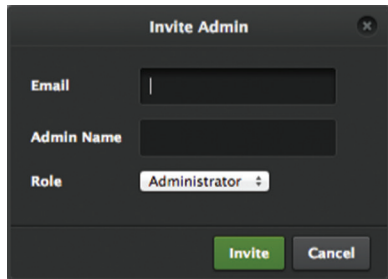 Invite Admin
Email
Admin Name
Role Administrator
Invite Cancel